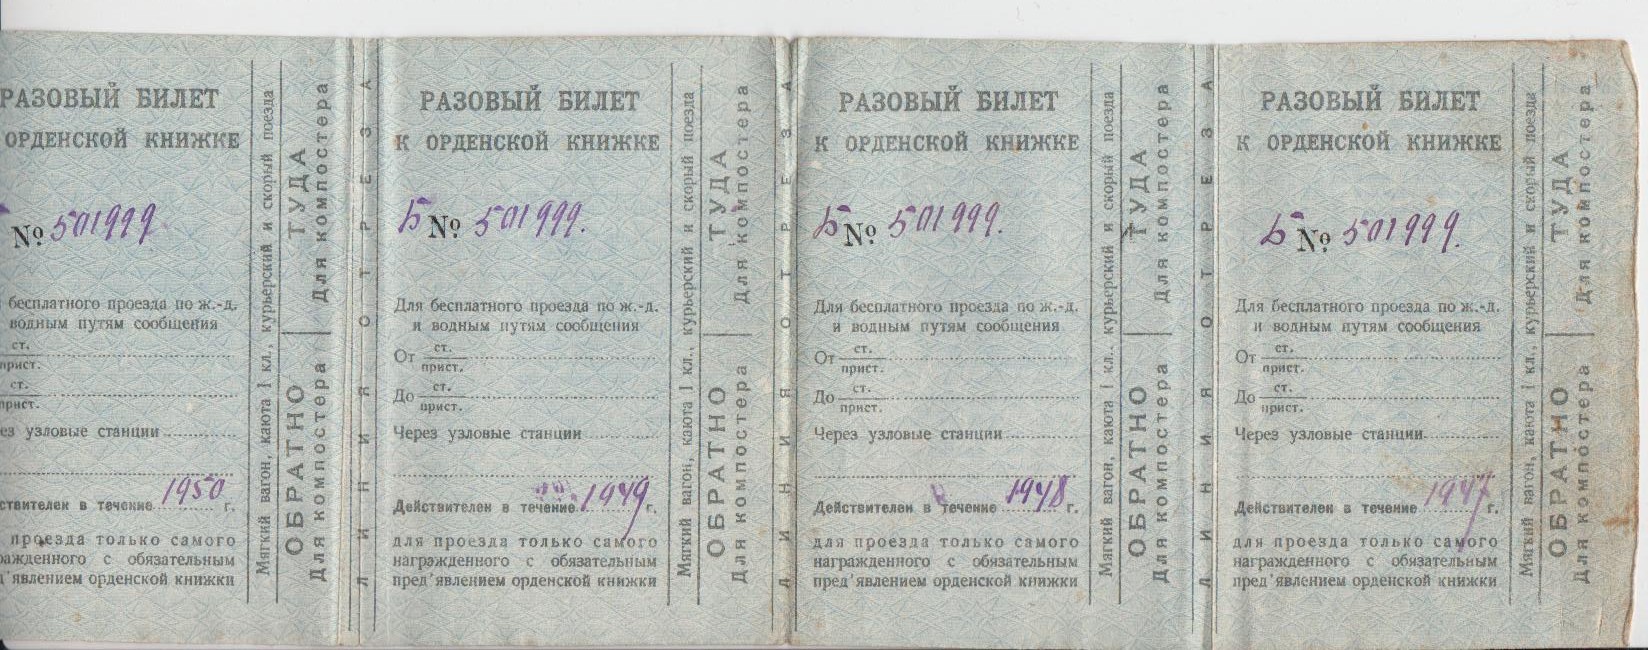 РАЗОВЫЙ БИЛЕТ
ОРДЕНСКОЙ КНИЖКЕ
№ 501999
бесплатного проезда по ж.-д.
водным путям сообщения
ст.
прист.
ст.
прист.
узловые станции
в течение 1950 г.
проезда только самого
с обязательным
орденской книжки
Мягкий вагон, каюта I кл., курьерский и скорый поезда
ОБРАТНО ТУДА
Для компостера Для компостера
ЛИНИЯ ОТРЕЗА
РАЗОВЫЙ БИЛЕТ
К ОРДЕНСКОЙ КНИЖКЕ
Б № 501999.
Для бесплатного проезда по ж.-д.
и водным путям сообщения
От ст.
прист.
До ст.
прист.
Через узловые станции
Действителен в течение 1949 г.
для проезда только самого
награжденного с обязательным
пред'явлением орденской книжки
Мягкий вагон, каюта I кл., курьерский и скорый поезда
ОБРАТНО ТУДА
Для компостера Для компостера
ЛИНИЯ ОТРЕЗА
РАЗОВЫЙ БИЛЕТ
К ОРДЕНСКОЙ КНИЖКЕ
Б № 501999.
Для бесплатного проезда по ж.-д.
и водным путям сообщения
От ст.
прист.
До ст.
прист.
Через узловые станции
Действителен в течение 1948 г.
для проезда только самого
награжденного с обязательным
пред'явлением орденской книжки
Мягкий вагон, каюта I кл., курьерский и скорый поезда
ОБРАТНО ТУДА
Для компостера Для компостера
ЛИНИЯ ОТРЕЗА
РАЗОВЫЙ БИЛЕТ
К ОРДЕНСКОЙ КНИЖКЕ
Б № 501999.
Для бесплатного проезда по ж.-д.
и водным путям сообщения
От ст.
прист.
До ст.
прист.
Через узловые станции
Действителен в течение 1947 г.
для проезда только самого
награжденного с обязательным
пред'явлением орденской книжки
Мягкий вагон, каюта I кл., курьерский и скорый поезда
ОБРАТНО ТУДА
Для компостера Для компостера